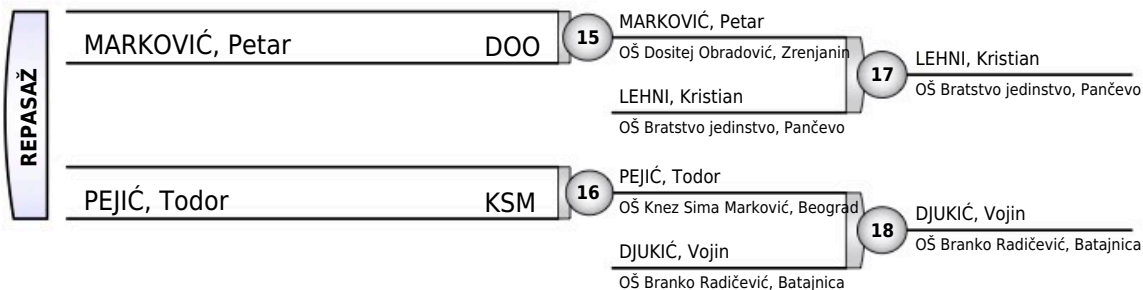 REPASAŽ
MARKOVIĆ, Petar DOO
15
MARKOVIĆ, Petar
OŠ Dositej Obradović, Zrenjanin
LEHNI, Kristian
OŠ Bratstvo jedinstvo, Pančevo
17
LEHNI, Kristian
OŠ Bratstvo jedinstvo, Pančevo
PEJIĆ, Todor KSM
16
PEJIĆ, Todor
OŠ Knez Sima Marković, Beograd
DJUKIĆ, Vojin
OŠ Branko Radičević, Batajnica
18
DJUKIĆ, Vojin
OŠ Branko Radičević, Batajnica